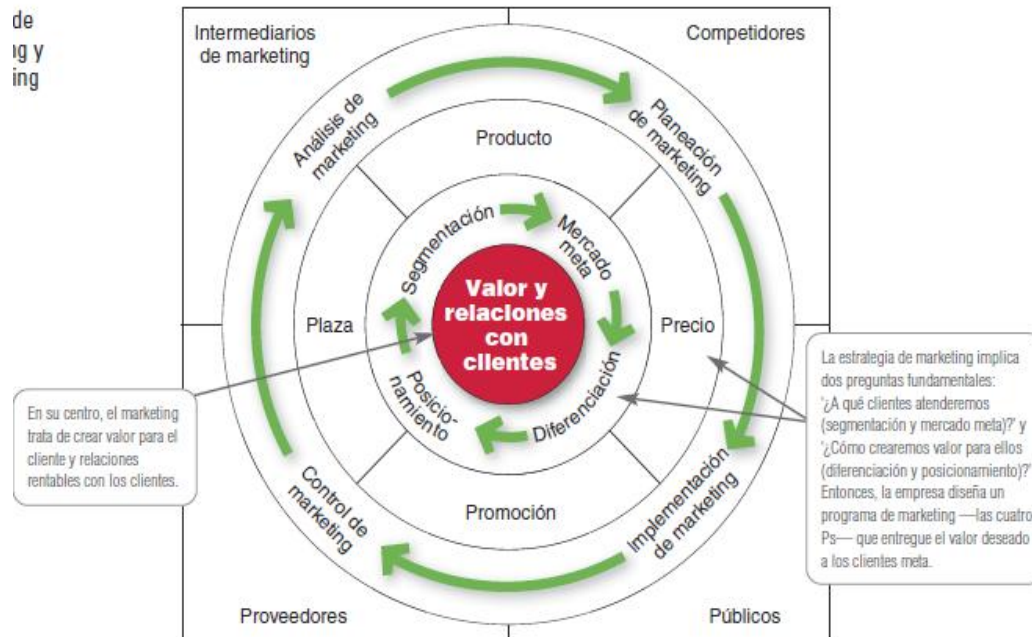 de
ng y
ing
Intermediarios
de marketing
Competidores
Análisis de
marketing
Planeación
de marketing
Producto
Segmentación
Mercado
meta
Valor y
relaciones
con
clientes
Plaza
Precio
Posicio-
namiento
Diferenciación
Promoción
Control de
marketing
Implementación
de marketing
Proveedores
Públicos
En su centro, el marketing
trata de crear valor para el
cliente y relaciones
rentables con los clientes.
La estrategia de marketing implica
dos preguntas fundamentales:
'¿A qué clientes atenderemos
(segmentación y mercado meta)?' y
'¿Cómo crearemos valor para ellos
(diferenciación y posicionamiento)?'
Entonces, la empresa diseña un
programa de marketing —las cuatro
Ps— que entregue el valor deseado
a los clientes meta.